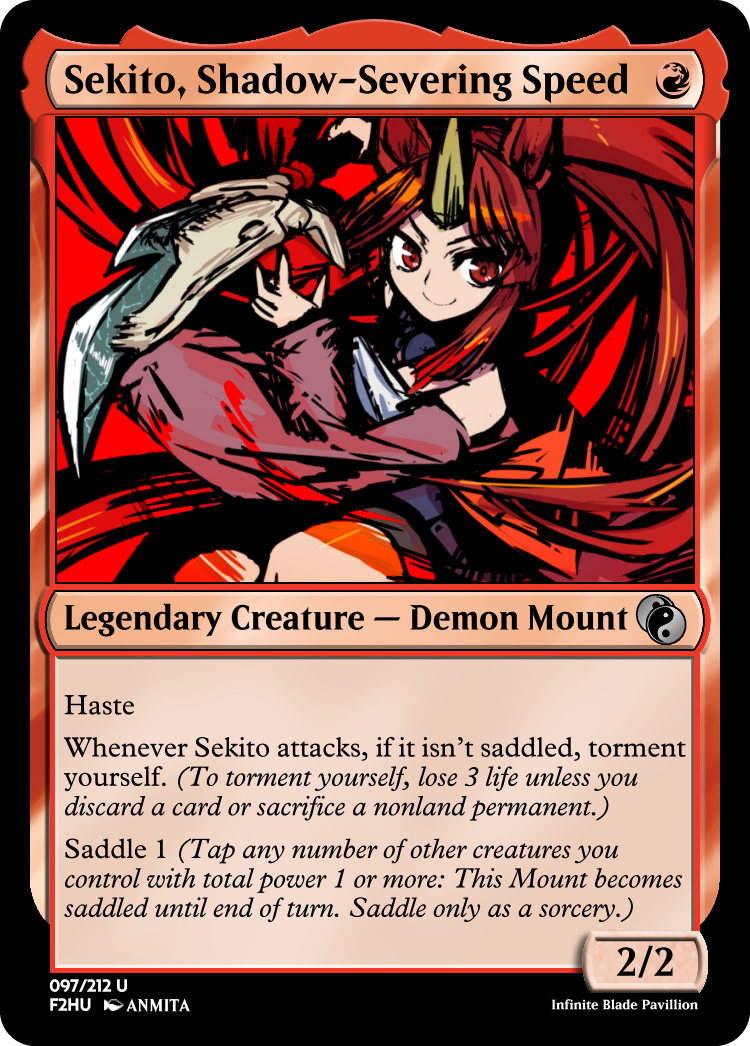 Sekito, Shadow-Severing Speed
Legendary Creature — Demon Mount
Haste
Whenever Sekito attacks, if it isn't saddled, torment
yourself. (To torment yourself, lose 3 life unless you
discard a card or sacrifice a nonland permanent.)
Saddle 1 (Tap any number of other creatures you
control with total power 1 or more: This Mount becomes
saddled until end of turn. Saddle only as a sorcery.)
2/2
097/212 U
F2HU ANMITA
Infinite Blade Pavillion